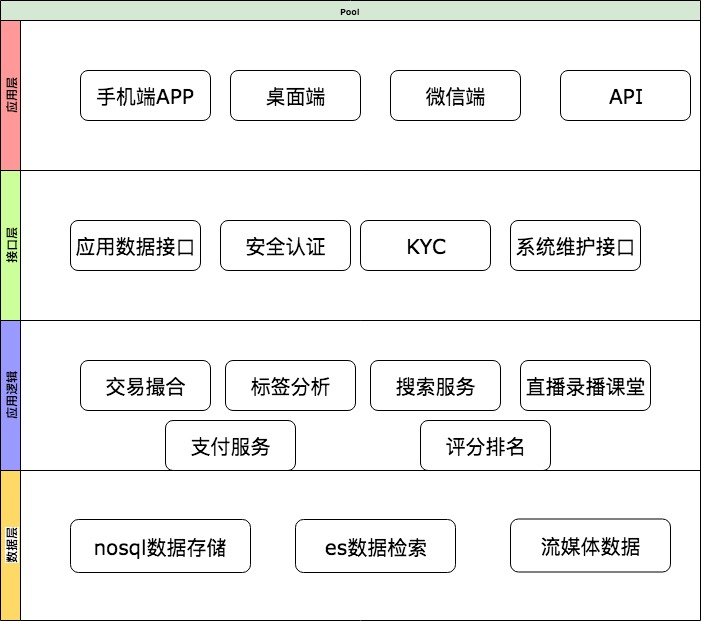 Pool
应用层
手机端APP
桌面端
微信端
API
接口层
应用数据接口
安全认证
KYC
系统维护接口
应用逻辑
交易撮合
标签分析
搜索服务
直播录播课堂
支付服务
评分排名
数据层
nosql数据存储
es数据检索
流媒体数据